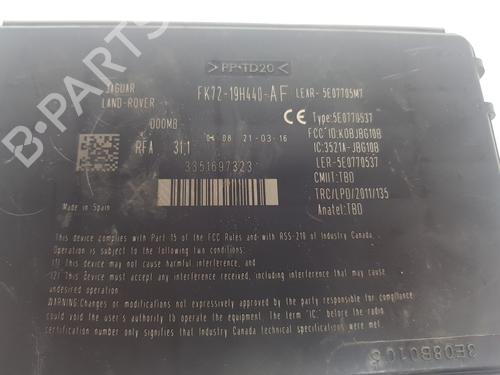 >PP-TD20<
JAGUAR
LAND-ROVER
FK72-19H440-AF LEAR- 5E07705MT
000MB
Type:5E0770537
FCC ID:KOBJBG10B
IC:3521A-JBG10B
RFA 31.1 04 08 21-03-16
LER-5E0770537
3351697323
CMIIT:TBD
TRC/LPD/2011/135
Anatel:TBD
Made in Spain
This device complies with Part 15 of the FCC Rules and with RSS-210 of Industry Canada.
Operation is subject to the following two conditions:
(1) This device may not cause harmful interference, and
(2) This Device must accept any interference received, including interference that may cause
undesired operation.
WARNING:Changes or modifications not expressively approved by the party responsible for compliance
could void the user's authority to operate the equipment. The term "IC:" before the radio
certification number only signifies that Industry Canada technical specifications were met.
B-PARTS